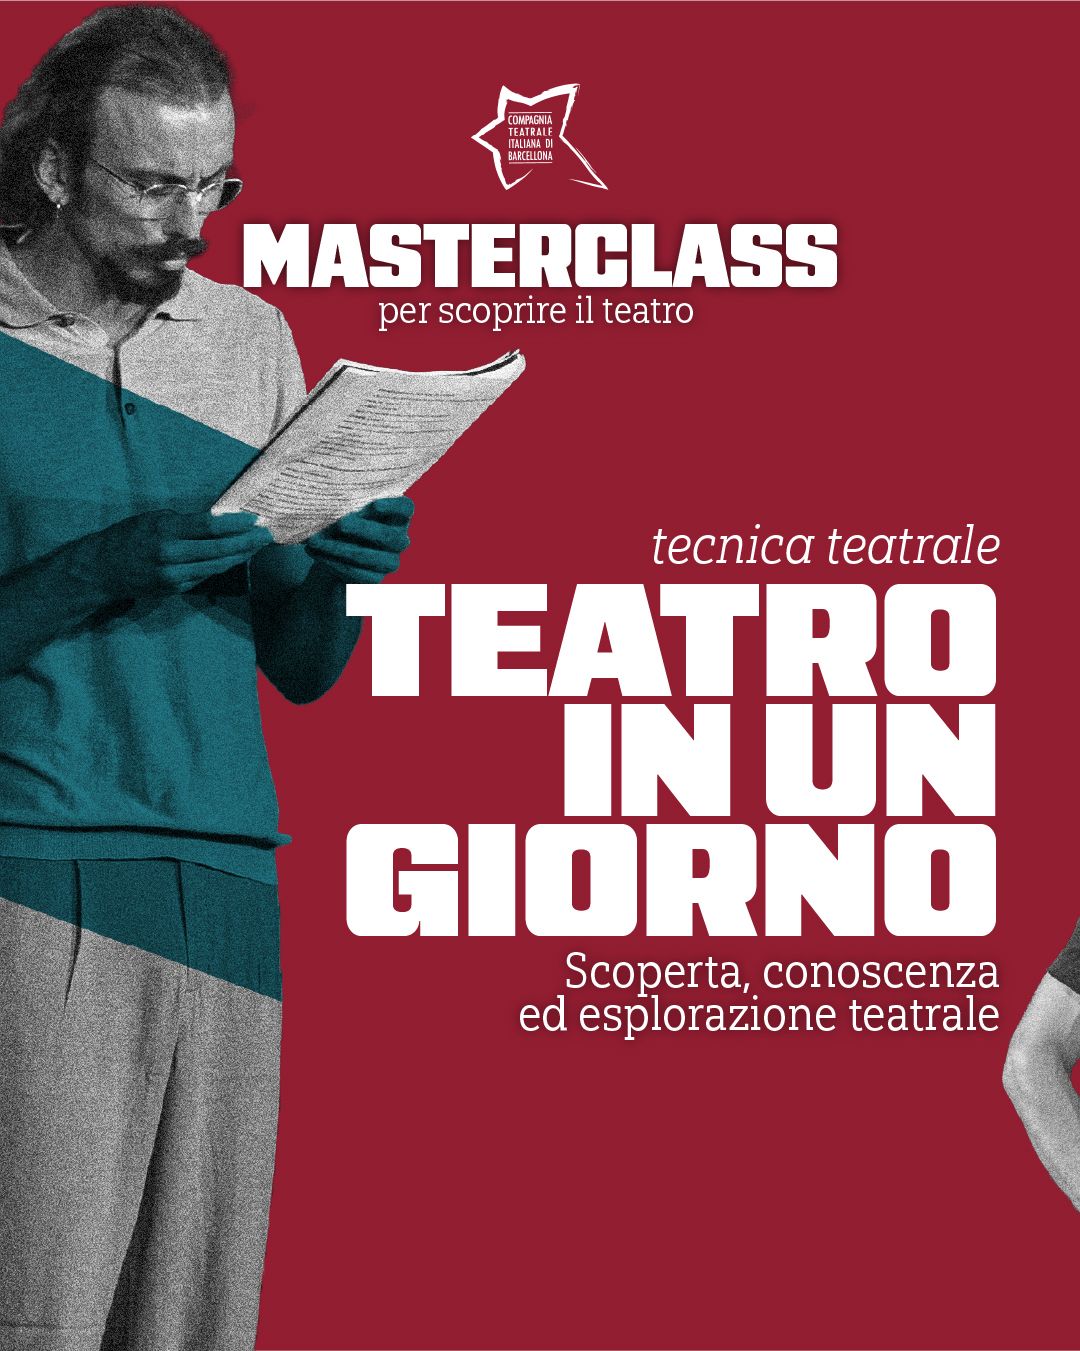 COMPAGNIA
TEATRALE
ITALIANA DI
BARCELLONA
MASTERCLASS
per scoprire il teatro
tecnica teatrale
TEATRO
IN UN
GIORNO
Scoperta, conoscenza
ed esplorazione teatrale